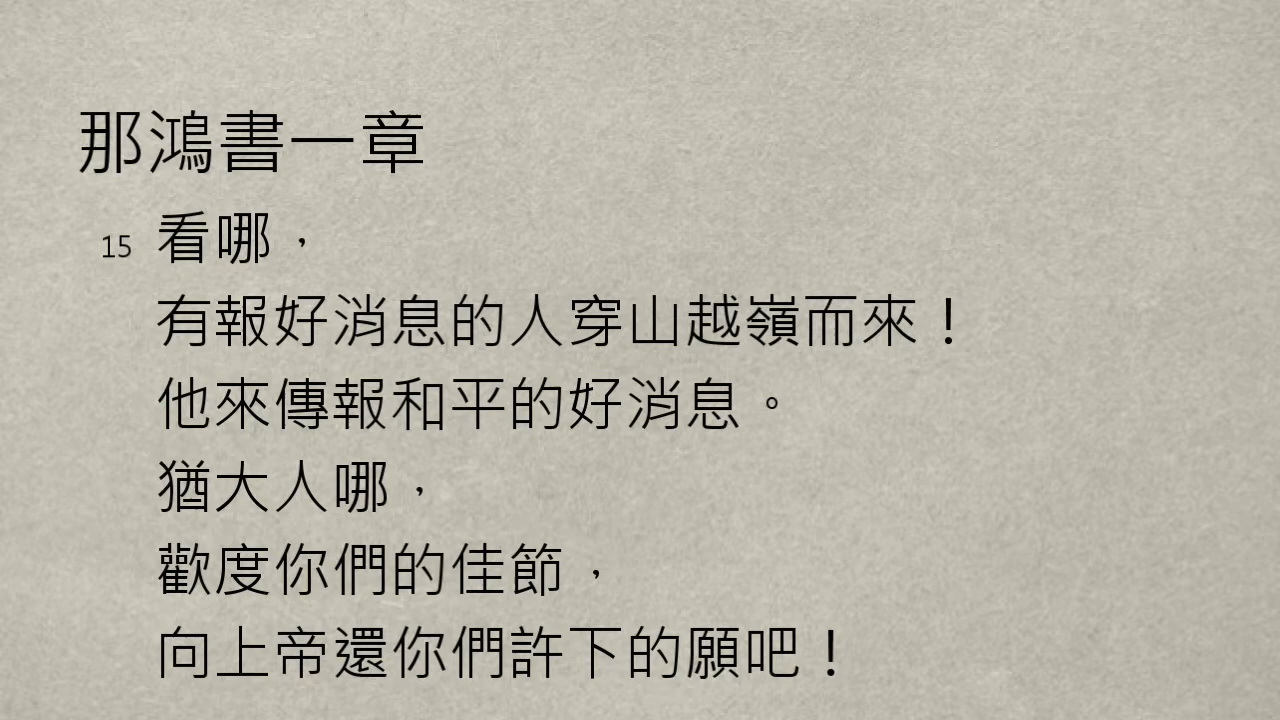 那鴻書一章
15 看哪，
有報好消息的人穿山越嶺而來！
他來傳報和平的好消息。
猶大人哪，
歡度你們的佳節，
向上帝還你們許下的願吧！